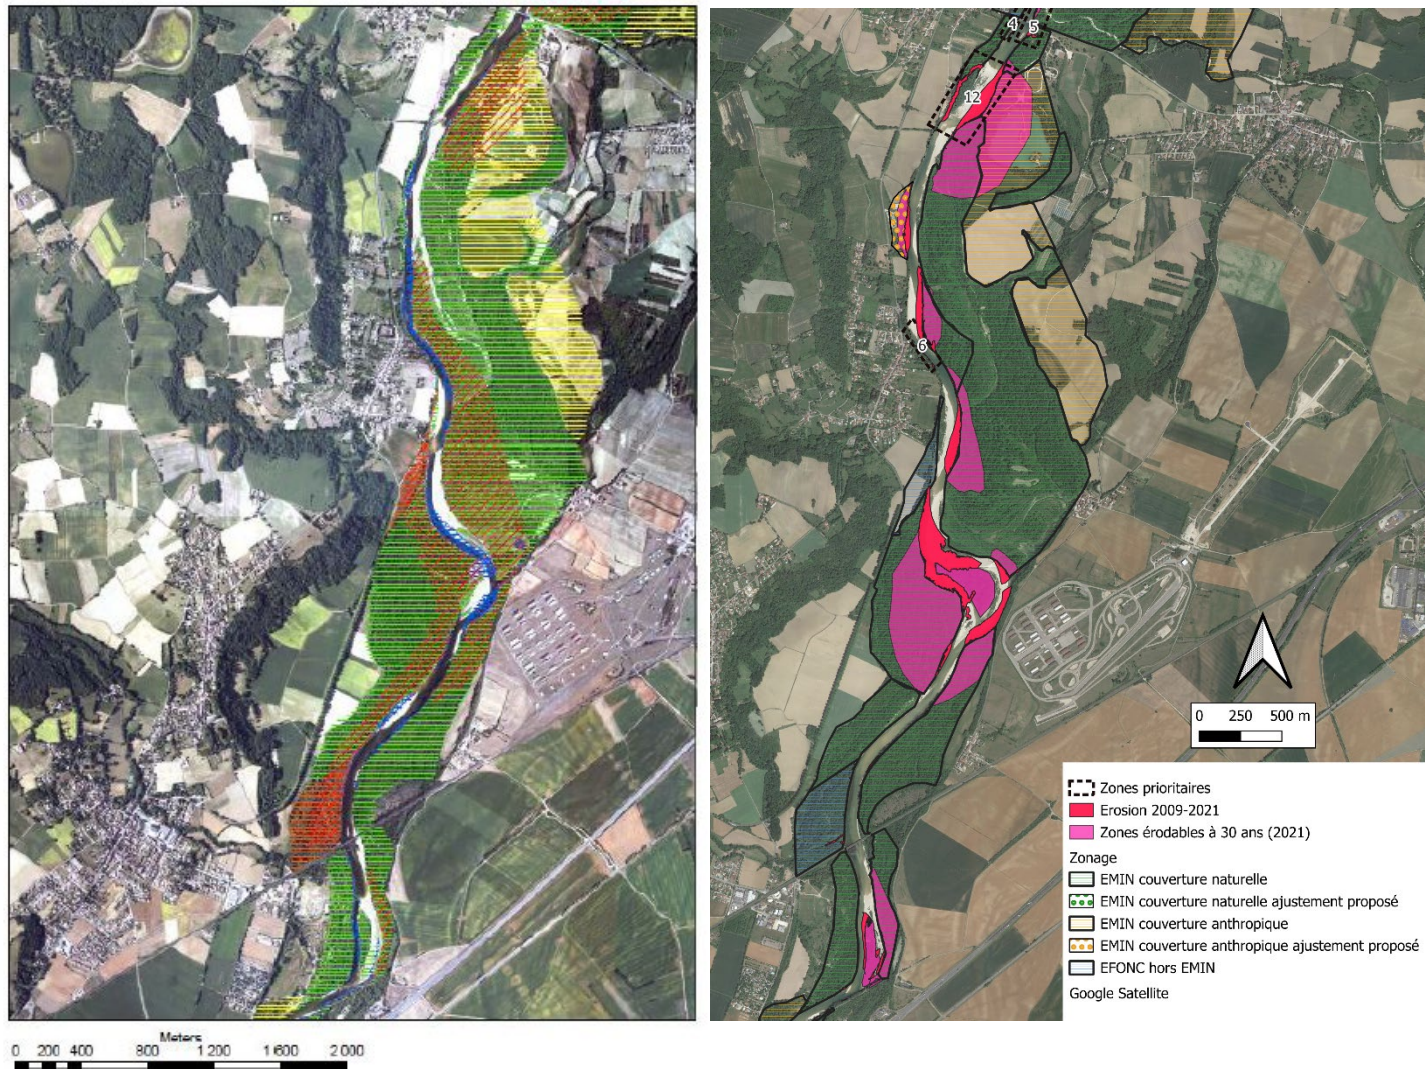 4
5
12
6
0 250 500 m
Zones prioritaires
Erosion 2009-2021
Zones érodables à 30 ans (2021)
Zonage
EMIN couverture naturelle
EMIN couverture naturelle ajustement proposé
EMIN couverture anthropique
EMIN couverture anthropique ajustement proposé
EFONC hors EMIN
Google Satellite
Meters
0 200 400 800 1 200 1 600 2 000